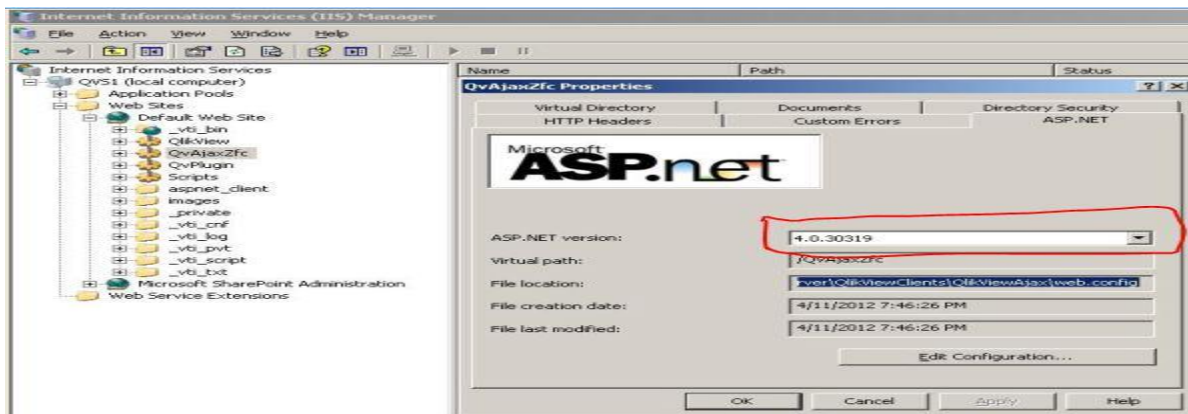 Internet Information Services (IIS) Manager
File Action View Window Help
Internet Information Services
QVS1 (local computer)
Application Pools
Web Sites
Default Web Site
_vti_bin
QlikView
QvAjaxZfc
QvPlugin
Scripts
aspnet_client
images
_private
_vti_cnf
_vti_log
_vti_pvt
_vti_script
_vti_txt
Microsoft SharePoint Administration
Web Service Extensions
Name Path Status
QvAjaxZfc Properties
Virtual Directory Documents Directory Security
HTTP Headers Custom Errors ASP.NET
Microsoft
ASP.net
ASP.NET version: 4.0.30319
Virtual path: /QvAjaxZfc
File location: rver\QlikViewClients\QlikViewAjax\web.config
File creation date: 4/11/2012 7:46:26 PM
File last modified: 4/11/2012 7:46:26 PM
Edit Configuration...
OK Cancel Apply Help